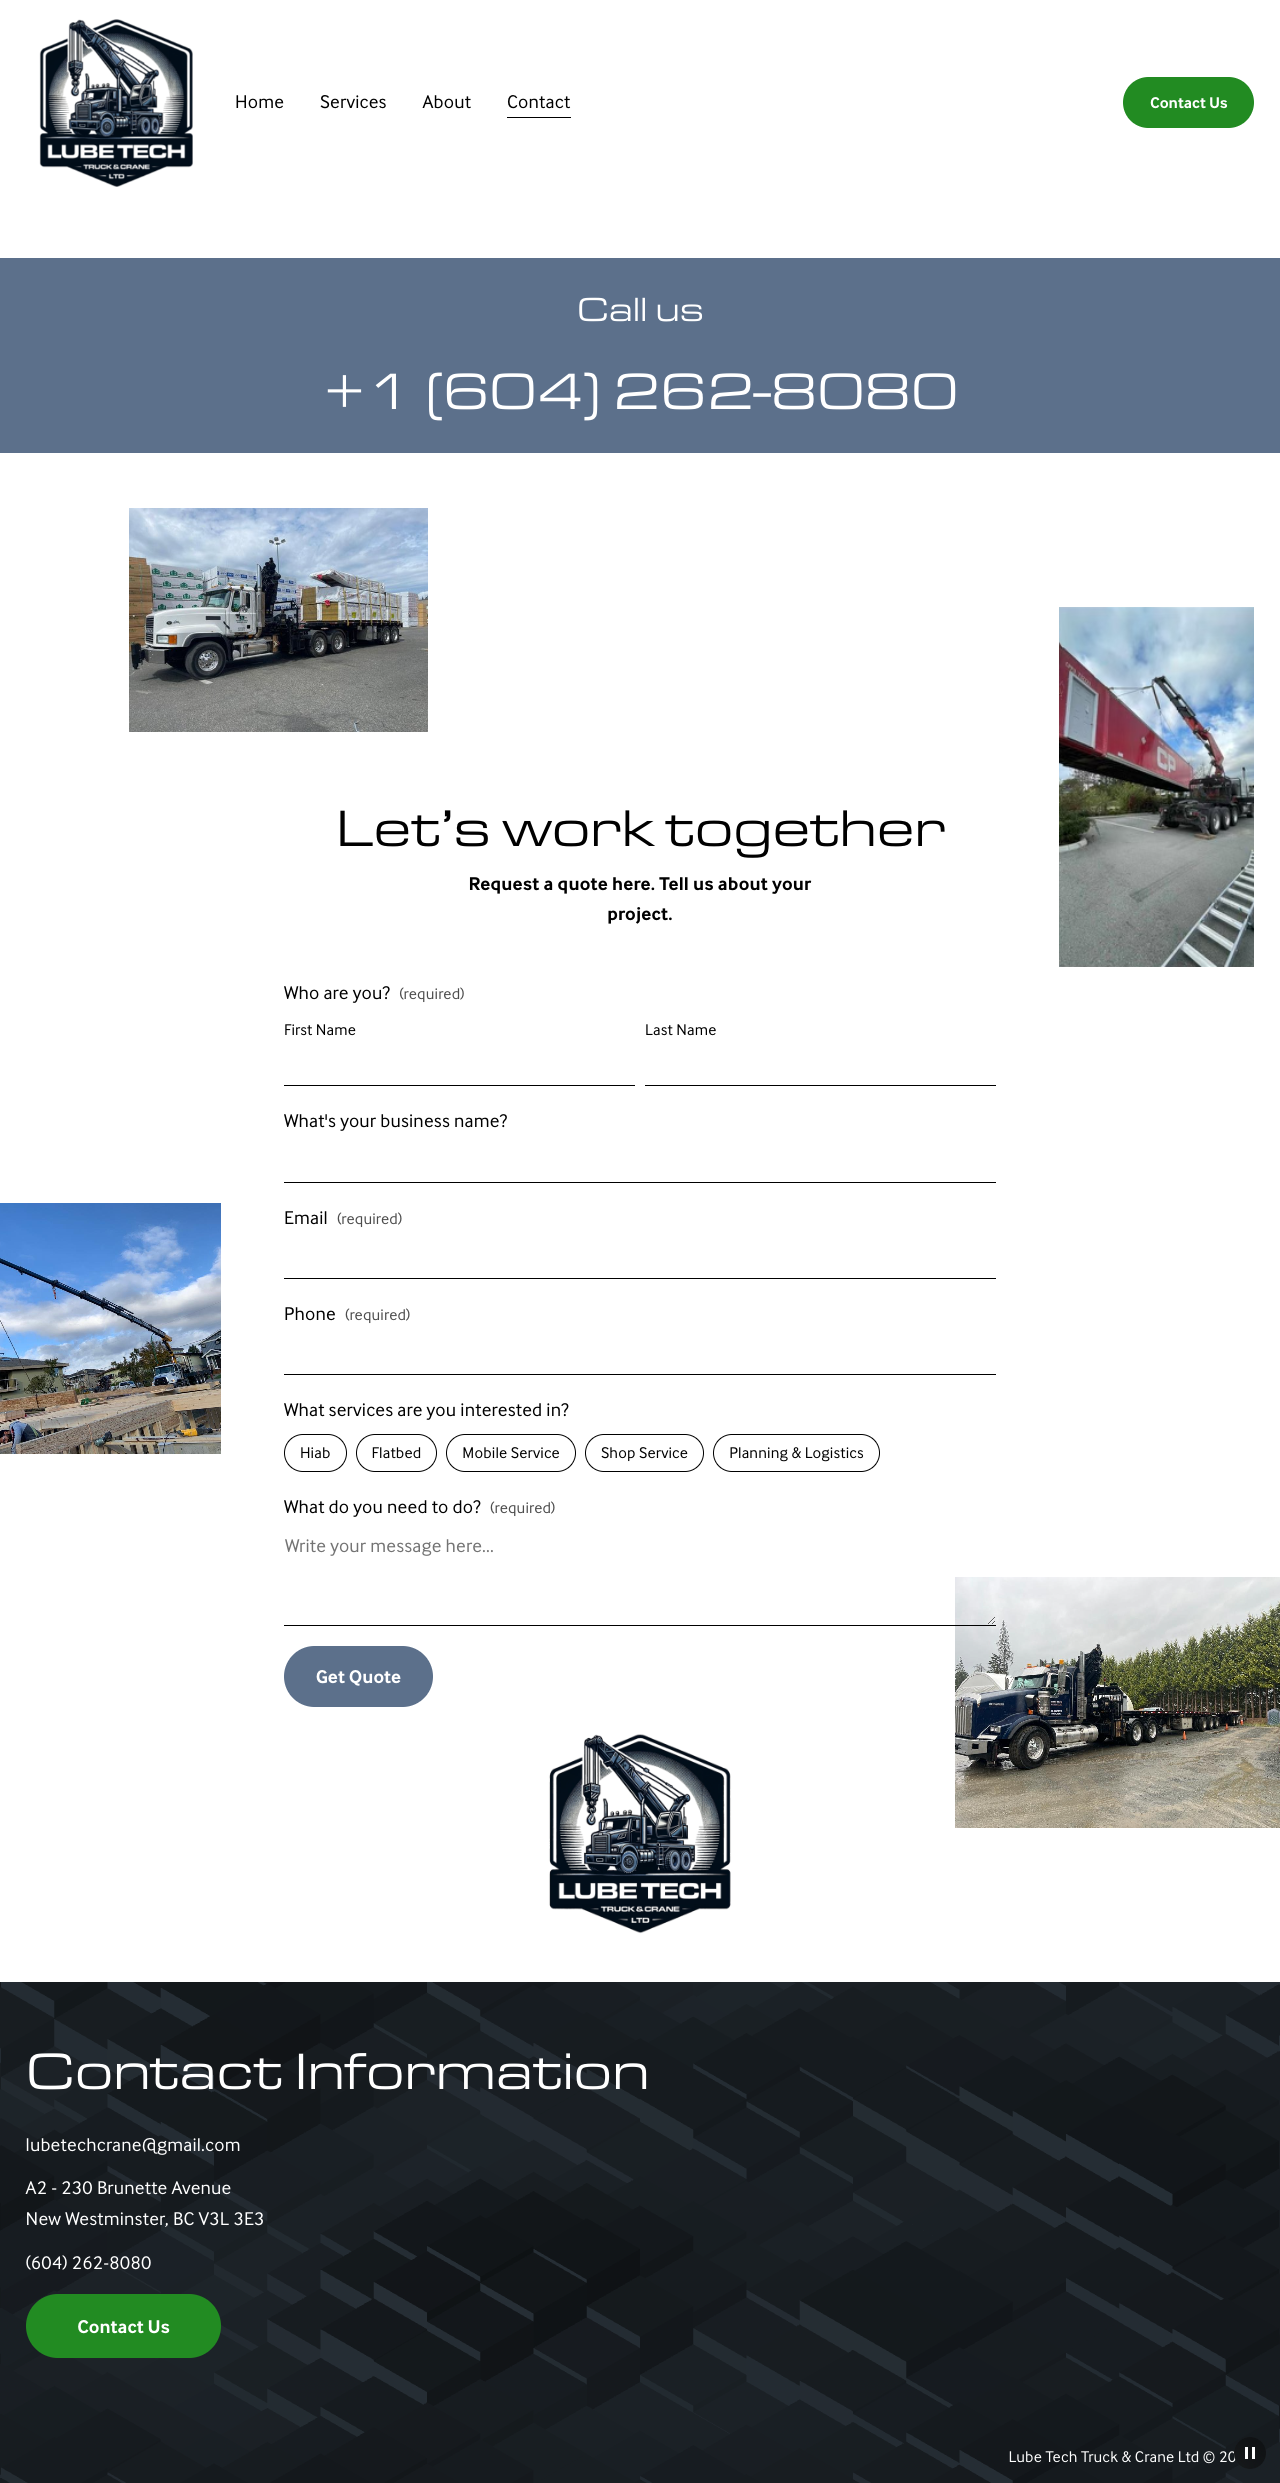 LUBE TECH
TRUCK & CRANE
LTD
Home
Services
About
Contact
Contact Us
Call us
+1 (604) 262-8080
CP
Let’s work together
Request a quote here. Tell us about your
project.
Who are you? (required)
First Name
Last Name
What's your business name?
Email (required)
Phone (required)
What services are you interested in?
Hiab
Flatbed
Mobile Service
Shop Service
Planning & Logistics
What do you need to do? (required)
Write your message here...
Get Quote
LUBE TECH
TRUCK & CRANE
LTD
Contact Information
lubetechcrane@gmail.com
A2 - 230 Brunette Avenue
New Westminster, BC V3L 3E3
(604) 262-8080
Contact Us
Lube Tech Truck & Crane Ltd © 20